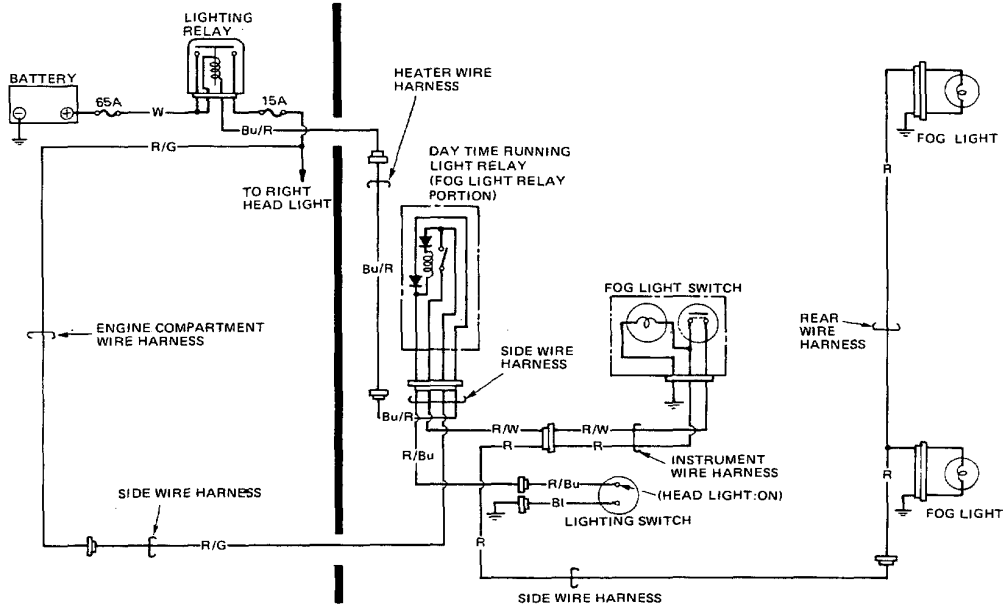 LIGHTING
RELAY
BATTERY
65A
W
15A
Bu/R
R/G
TO RIGHT
HEAD LIGHT
HEATER WIRE
HARNESS
DAY TIME RUNNING
LIGHT RELAY
(FOG LIGHT RELAY
PORTION)
Bu/R
FOG LIGHT
R
FOG LIGHT SWITCH
ENGINE COMPARTMENT
WIRE HARNESS
REAR
WIRE
HARNESS
SIDE WIRE
HARNESS
Bu/R
R/W
R/W
R
R
R/Bu
INSTRUMENT
WIRE HARNESS
R
SIDE WIRE HARNESS
R/Bu
(HEAD LIGHT:ON)
Bl
LIGHTING SWITCH
FOG LIGHT
R/G
R
SIDE WIRE HARNESS